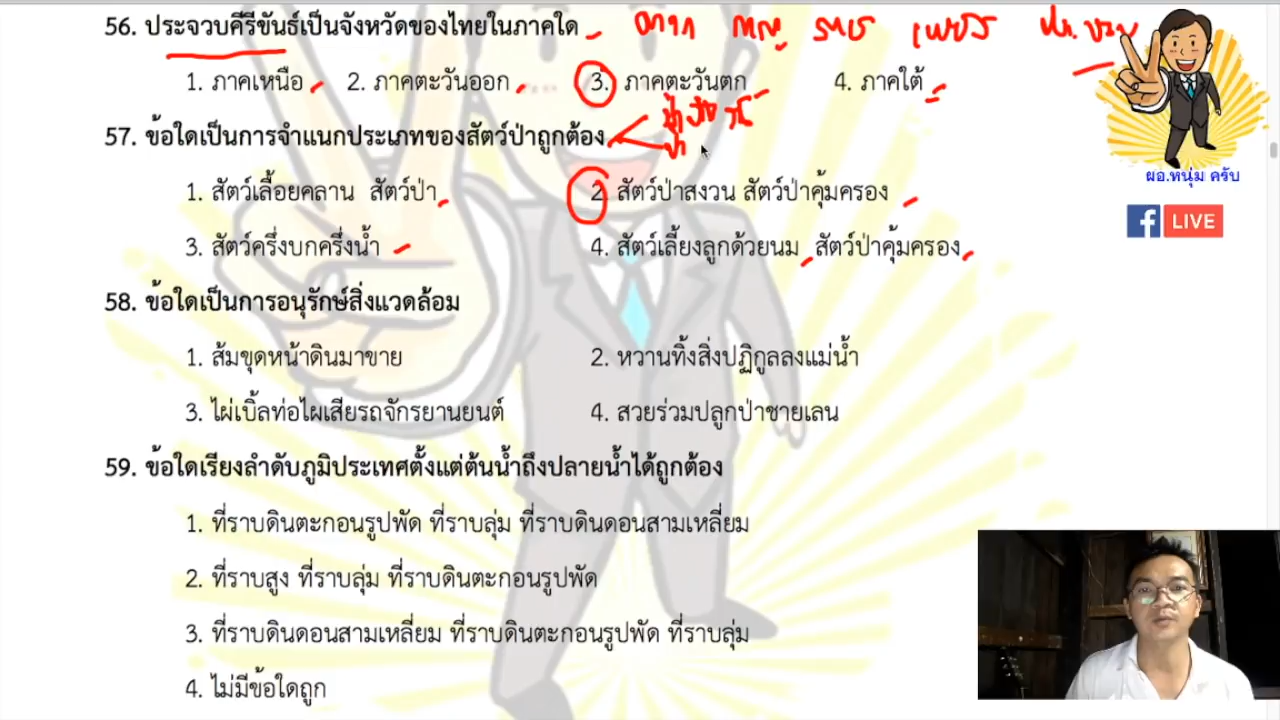 56. ประจวบคีรีขันธ์เป็นจังหวัดของไทยในภาคใด ตาก กาญ ราช เพชร ปร.ขวบ
1. ภาคเหนือ 2. ภาคตะวันออก 3. ภาคตะวันตก 4. ภาคใต้
57. ข้อใดเป็นการจำแนกประเภทของสัตว์ป่าถูกต้อง
1. สัตว์เลื้อยคลาน สัตว์ป่า 2. สัตว์ป่าสงวน สัตว์ป่าคุ้มครอง
3. สัตว์ครึ่งบกครึ่งน้ำ 4. สัตว์เลี้ยงลูกด้วยนม สัตว์ป่าคุ้มครอง
58. ข้อใดเป็นการอนุรักษ์สิ่งแวดล้อม
1. ส้มขุดหน้าดินมาขาย 2. หวานทิ้งสิ่งปฏิกูลลงแม่น้ำ
3. ไผ่เบิ้ลท่อไผเสียรถจักรยานยนต์ 4. สวยร่วมปลูกป่าชายเลน
59. ข้อใดเรียงลำดับภูมิประเทศตั้งแต่ต้นน้ำถึงปลายน้ำได้ถูกต้อง
1. ที่ราบดินตะกอนรูปพัด ที่ราบลุ่ม ที่ราบดินดอนสามเหลี่ยม
2. ที่ราบสูง ที่ราบลุ่ม ที่ราบดินตะกอนรูปพัด
3. ที่ราบดินดอนสามเหลี่ยม ที่ราบดินตะกอนรูปพัด ที่ราบลุ่ม
4. ไม่มีข้อใดถูก
ผอ.หนุ่ม ครับ
f LIVE